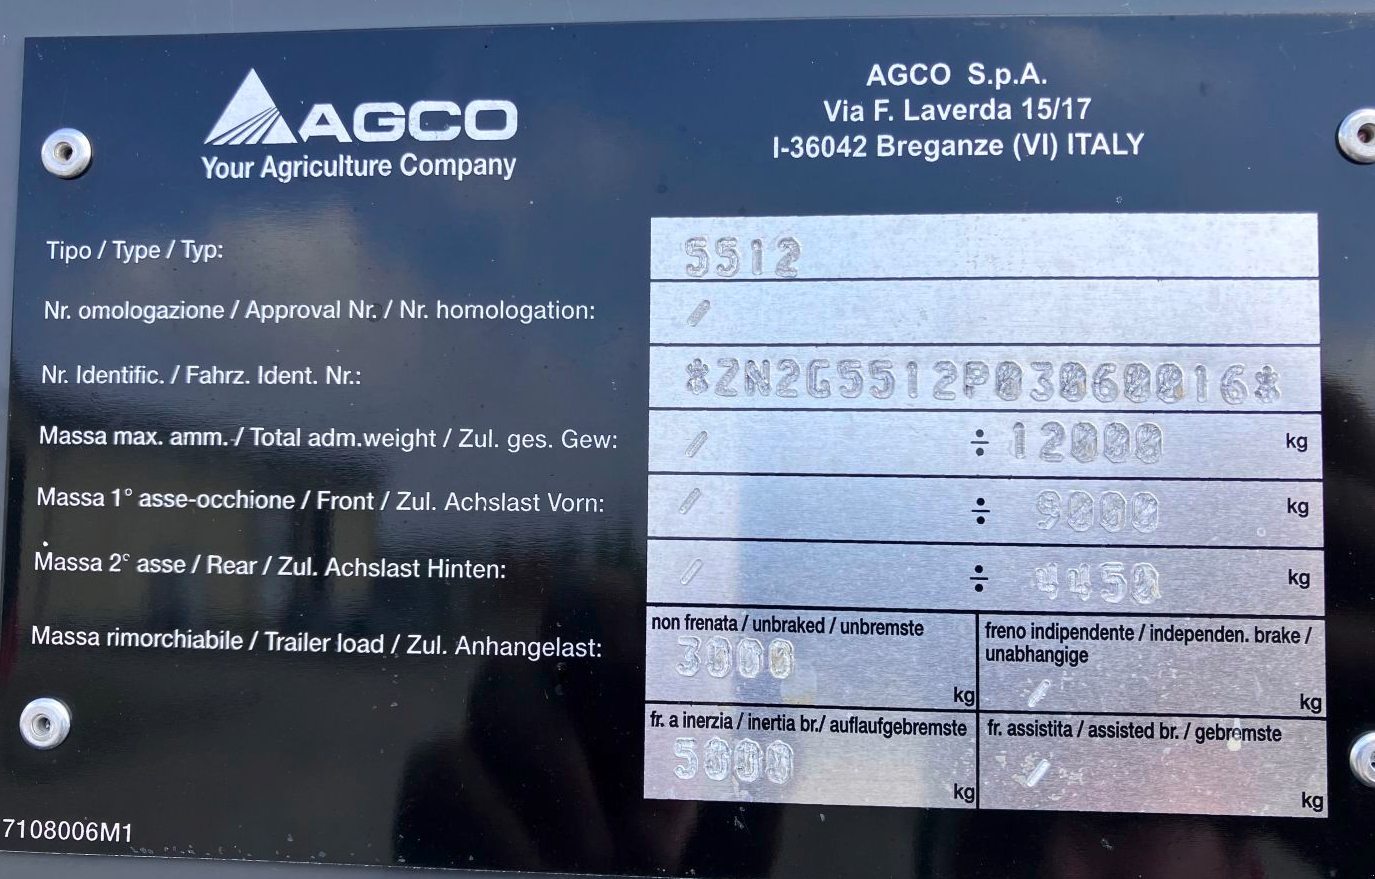 AGCO
Your Agriculture Company
AGCO S.p.A.
Via F. Laverda 15/17
I-36042 Breganze (VI) ITALY
Tipo / Type / Typ: 5512
Nr. omologazione / Approval Nr. / Nr. homologation: /
Nr. Identific. / Fahrz. Ident. Nr.: *ZN2G5512P03060016*
Massa max. amm. / Total adm.weight / Zul. ges. Gew: / ÷ 12000 kg
Massa 1° asse-occhione / Front / Zul. Achslast Vorn: / ÷ 9000 kg
Massa 2° asse / Rear / Zul. Achslast Hinten: / ÷ 4450 kg
Massa rimorchiabile / Trailer load / Zul. Anhangelast:
non frenata / unbraked / unbremste
3000 kg
freno indipendente / independen. brake /
unabhangige
/ kg
fr. a inerzia / inertia br./ auflaufgebremste
5000 kg
fr. assistita / assisted br. / gebremste
/ kg
7108006M1